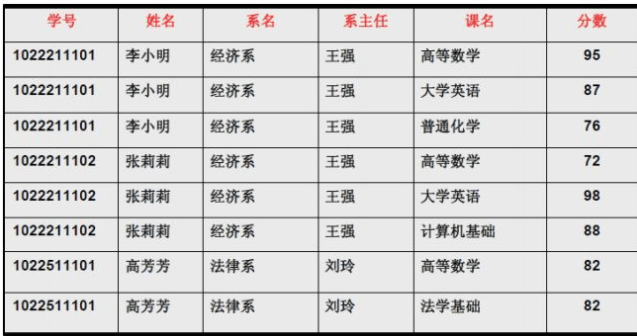 学号 姓名 系名 系主任 课名 分数
1022211101 李小明 经济系 王强 高等数学 95
1022211101 李小明 经济系 王强 大学英语 87
1022211101 李小明 经济系 王强 普通化学 76
1022211102 张莉莉 经济系 王强 高等数学 72
1022211102 张莉莉 经济系 王强 大学英语 98
1022211102 张莉莉 经济系 王强 计算机基础 88
1022511101 高芳芳 法律系 刘玲 高等数学 82
1022511101 高芳芳 法律系 刘玲 法学基础 82